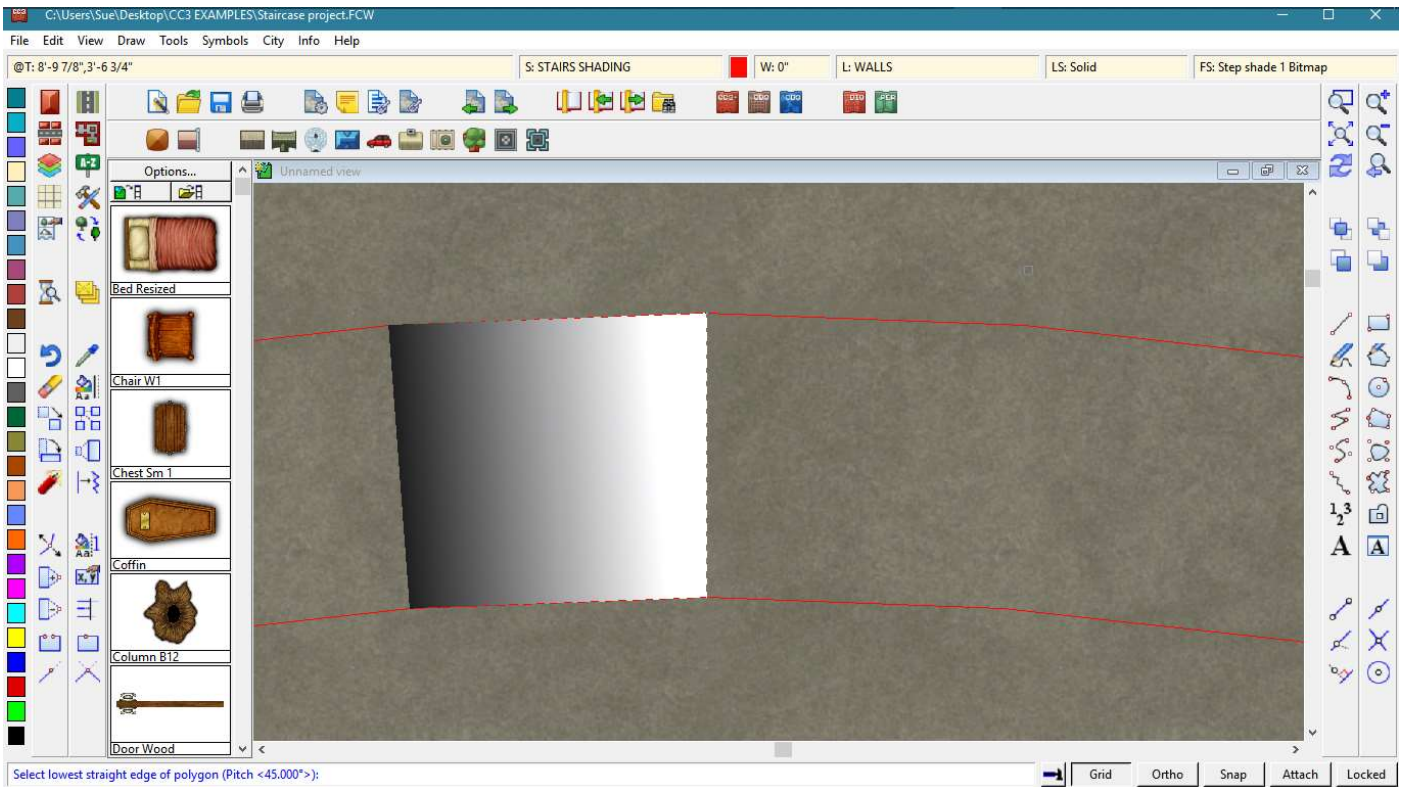 C:\Users\Sue\Desktop\CC3 EXAMPLES\Staircase project.FCW
File Edit View Draw Tools Symbols City Info Help
@T: 8'-9 7/8",3'-6 3/4" S: STAIRS SHADING W: 0" L: WALLS LS: Solid FS: Step shade 1 Bitmap
Options...
Unnamed view
Bed Resized
Chair W1
Chest Sm 1
Coffin
Column B12
Door Wood
Select lowest straight edge of polygon (Pitch <45.000°>):
Grid Ortho Snap Attach Locked